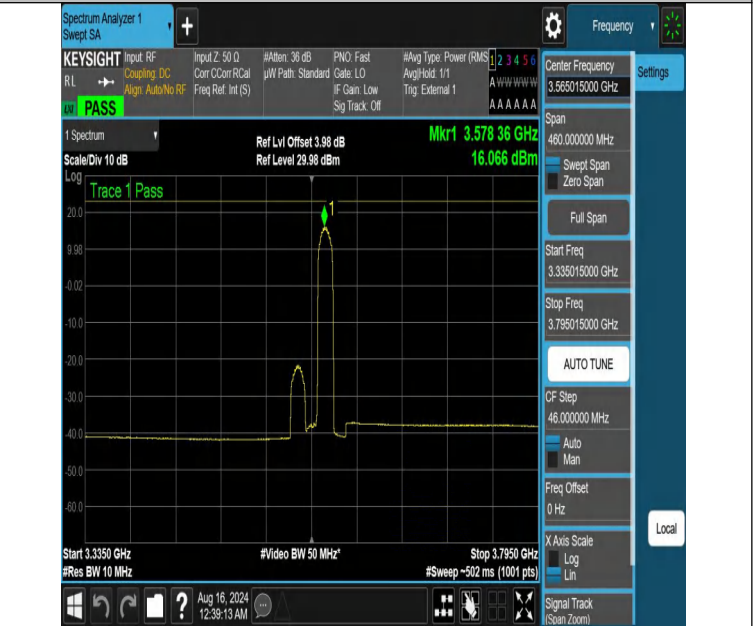 Spectrum Analyzer 1
Swept SA
+
Frequency
KEYSIGHT
RL
PASS
Input: RF
Coupling: DC
Align: Auto/No RF
Input Z: 50 Ω
Corr CCorr RCal
Freq Ref: Int (S)
#Atten: 36 dB
µW Path: Standard
PNO: Fast
Gate: LO
IF Gain: Low
Sig Track: Off
#Avg Type: Power (RMS
Avg|Hold: 1/1
Trig: External 1
1 2 3 4 5 6
A W W W W W
A A A A A A
1 Spectrum
Scale/Div 10 dB
Ref Lvl Offset 3.98 dB
Ref Level 29.98 dBm
Mkr1 3.578 36 GHz
16.066 dBm
Log
Trace 1 Pass
1
20.0
9.98
-0.02
-10.0
-20.0
-30.0
-40.0
-50.0
-60.0
Start 3.3350 GHz
#Res BW 10 MHz
#Video BW 50 MHz*
Stop 3.7950 GHz
#Sweep ~502 ms (1001 pts)
Center Frequency
3.565015000 GHz
Settings
Span
460.000000 MHz
Swept Span
Zero Span
Full Span
Start Freq
3.335015000 GHz
Stop Freq
3.795015000 GHz
AUTO TUNE
CF Step
46.000000 MHz
Auto
Man
Freq Offset
0 Hz
X Axis Scale
Log
Lin
Local
Signal Track
(Span Zoom)
?
Aug 16, 2024
12:39:13 AM